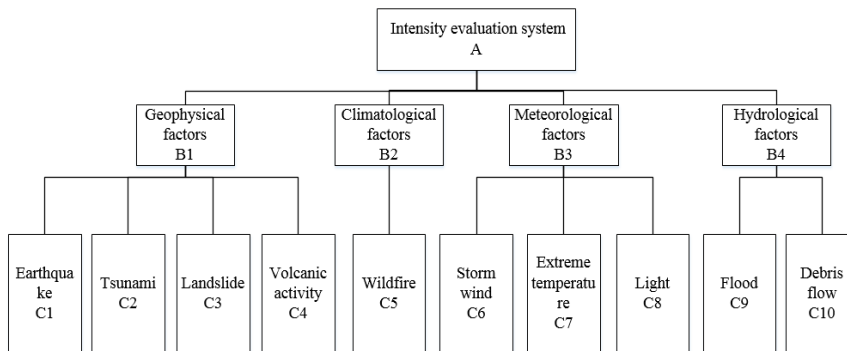 Intensity evaluation system
A
Geophysical
factors
B1
Climatological
factors
B2
Meteorological
factors
B3
Hydrological
factors
B4
Earthqua
ke
C1
Tsunami
C2
Landslide
C3
Volcanic
activity
C4
Wildfire
C5
Storm
wind
C6
Extreme
temperatu
re
C7
Light
C8
Flood
C9
Debris
flow
C10